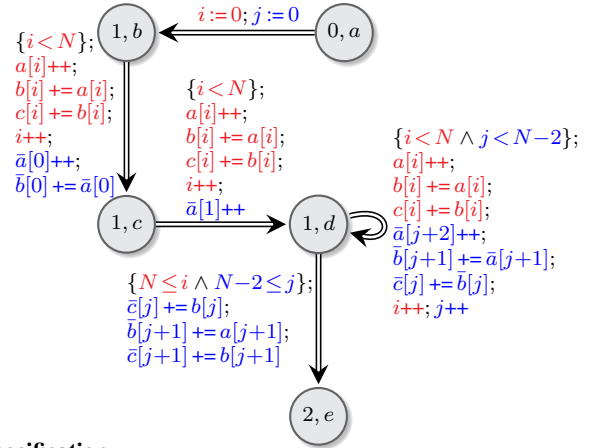 i := 0; j := 0
1, b
0, a
{i < N};
a[i]++;
b[i] += a[i];
c[i] += b[i];
i++;
ā[0]++;
b̄[0] += ā[0]
{i < N};
a[i]++;
b[i] += a[i];
c[i] += b[i];
i++;
ā[1]++
{i < N ∧ j < N−2};
a[i]++;
b[i] += a[i];
c[i] += b[i];
ā[j+2]++;
b̄[j+1] += ā[j+1];
c̄[j] += b̄[j];
i++; j++
1, c
1, d
{N ≤ i ∧ N−2 ≤ j};
c̄[j] += b[j];
b̄[j+1] += a[j+1];
c̄[j+1] += b[j+1]
2, e